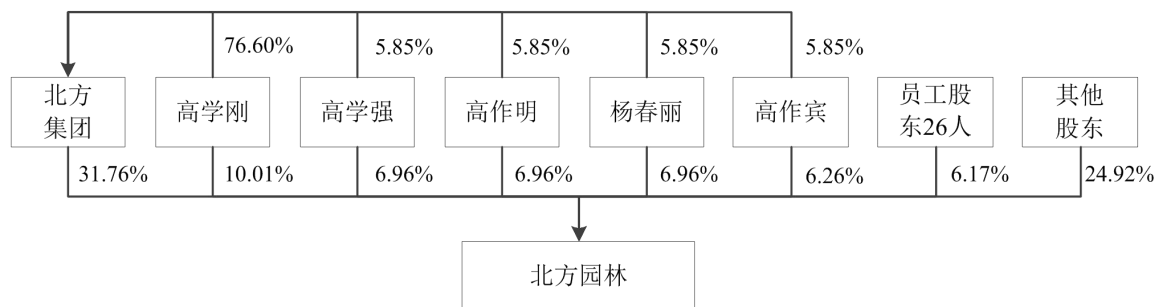 76.60%
5.85%
5.85%
5.85%
5.85%
北方
集团
高学刚
高学强
高作明
杨春丽
高作宾
员工股
东26人
其他
股东
31.76%
10.01%
6.96%
6.96%
6.96%
6.26%
6.17%
24.92%
北方园林